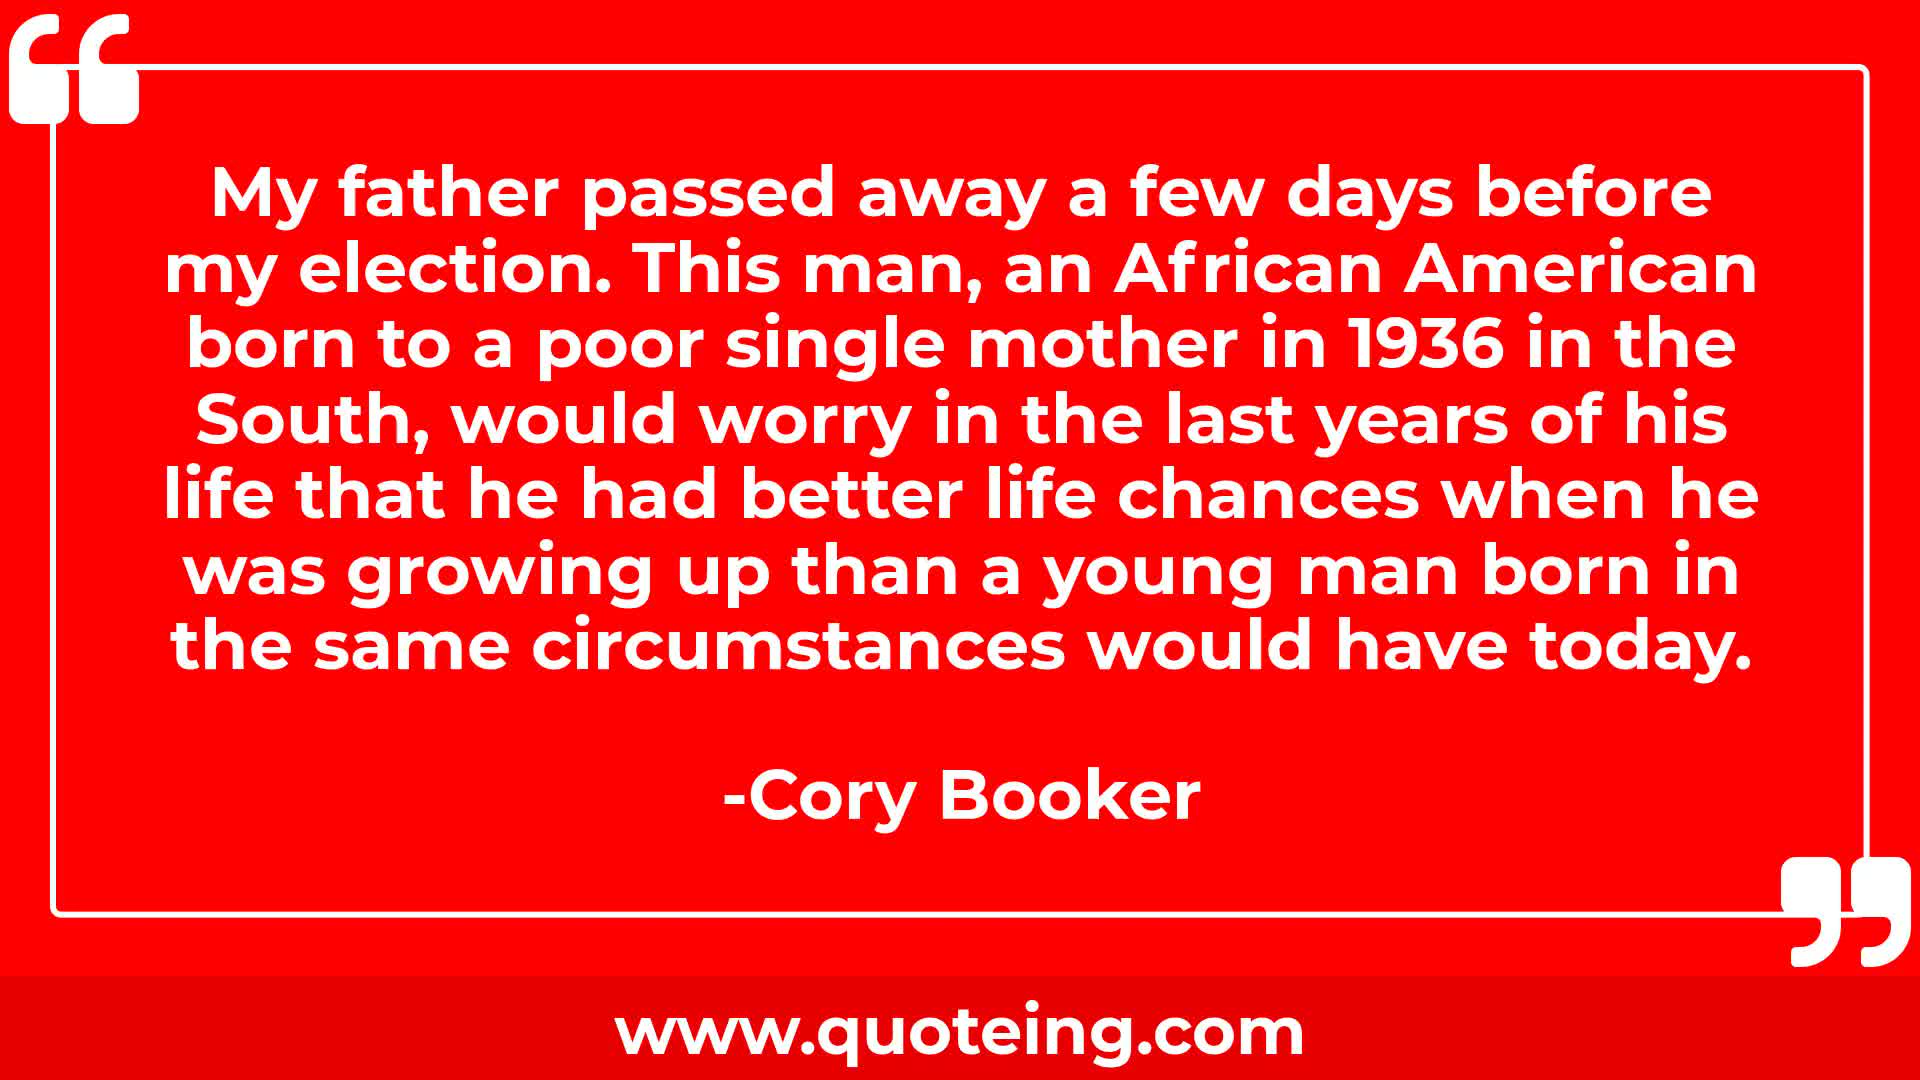 My father passed away a few days before
my election. This man, an African American
born to a poor single mother in 1936 in the
South, would worry in the last years of his
life that he had better life chances when he
was growing up than a young man born in
the same circumstances would have today.
-Cory Booker
www.quoteing.com